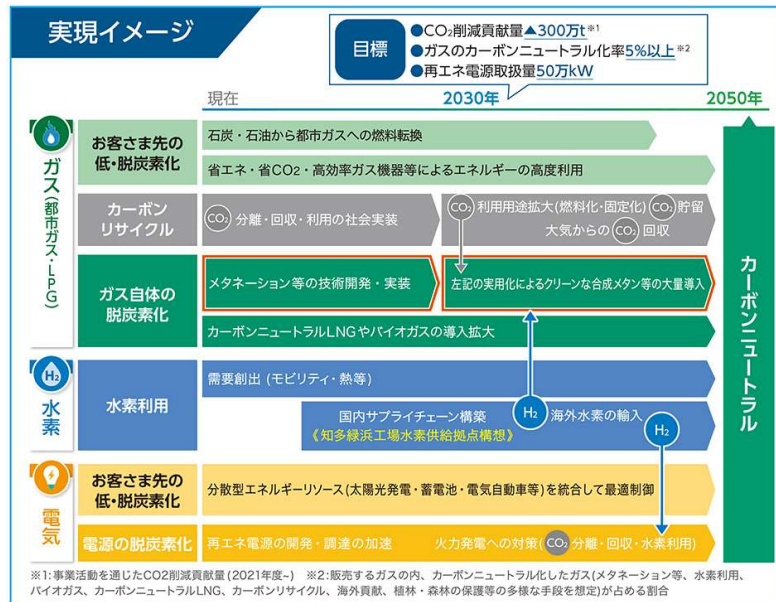 実現イメージ
目標
●CO₂削減貢献量▲300万t※1
●ガスのカーボンニュートラル化率5%以上※2
●再エネ電源取扱量50万kW
現在
2030年
2050年
ガス(都市ガス・LPG)
お客さま先の
低・脱炭素化
石炭・石油から都市ガスへの燃料転換
省エネ・省CO2・高効率ガス機器等によるエネルギーの高度利用
カーボン
リサイクル
CO₂ 分離・回収・利用の社会実装
CO₂ 利用用途拡大(燃料化・固定化) CO₂ 貯留
大気からの CO₂ 回収
ガス自体の
脱炭素化
メタネーション等の技術開発・実装
左記の実用化によるクリーンな合成メタン等の大量導入
カーボンニュートラルLNGやバイオガスの導入拡大
H₂
水素
水素利用
需要創出 (モビリティ・熱等)
国内サプライチェーン構築
《知多緑浜工場水素供給拠点構想》
H₂ 海外水素の輸入
H₂
電気
お客さま先の
低・脱炭素化
分散型エネルギーリソース(太陽光発電・蓄電池・電気自動車等)を統合して最適制御
電源の脱炭素化
再エネ電源の開発・調達の加速
火力発電への対策( CO₂ 分離・回収・水素利用)
カーボンニュートラル
※1:事業活動を通じたCO2削減貢献量(2021年度~) ※2:販売するガスの内、カーボンニュートラル化したガス(メタネーション等、水素利用、
バイオガス、カーボンニュートラルLNG、カーボンリサイクル、海外貢献、植林・森林の保護等の多様な手段を想定)が占める割合